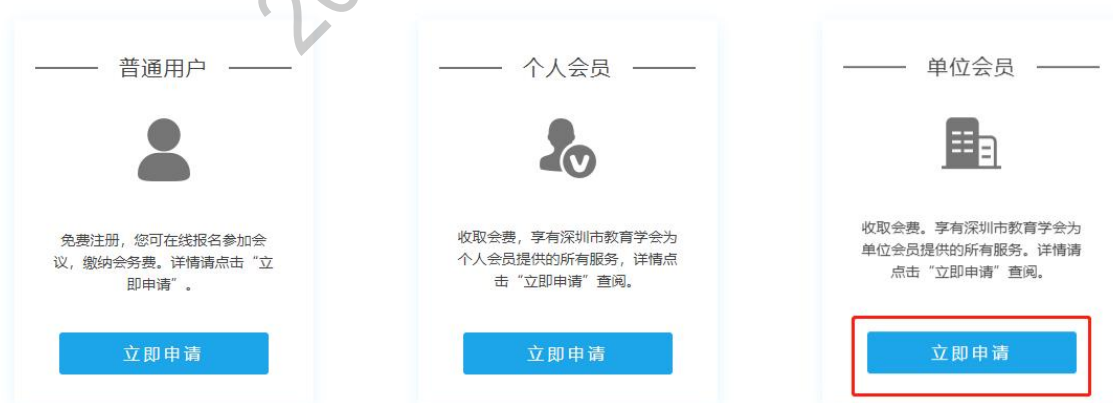 普通用户
免费注册，您可在线报名参加会
议，缴纳会务费。详情请点击“立
即申请”。
立即申请
个人会员
收取会费，享有深圳市教育学会为
个人会员提供的所有服务，详情点
击“立即申请”查阅。
立即申请
单位会员
收取会费。享有深圳市教育学会为
单位会员提供的所有服务。详情请
点击“立即申请”查阅。
立即申请